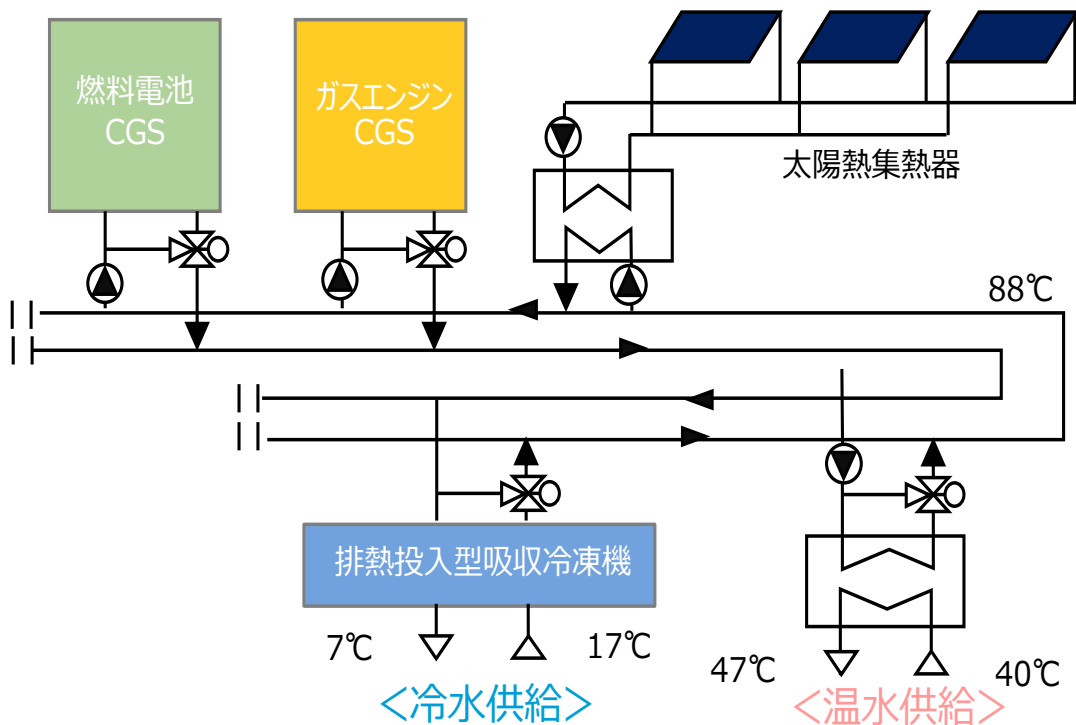 燃料電池
CGS
ガスエンジン
CGS
太陽熱集熱器
88℃
排熱投入型吸収冷凍機
7℃
17℃
47℃
40℃
＜冷水供給＞
＜温水供給＞